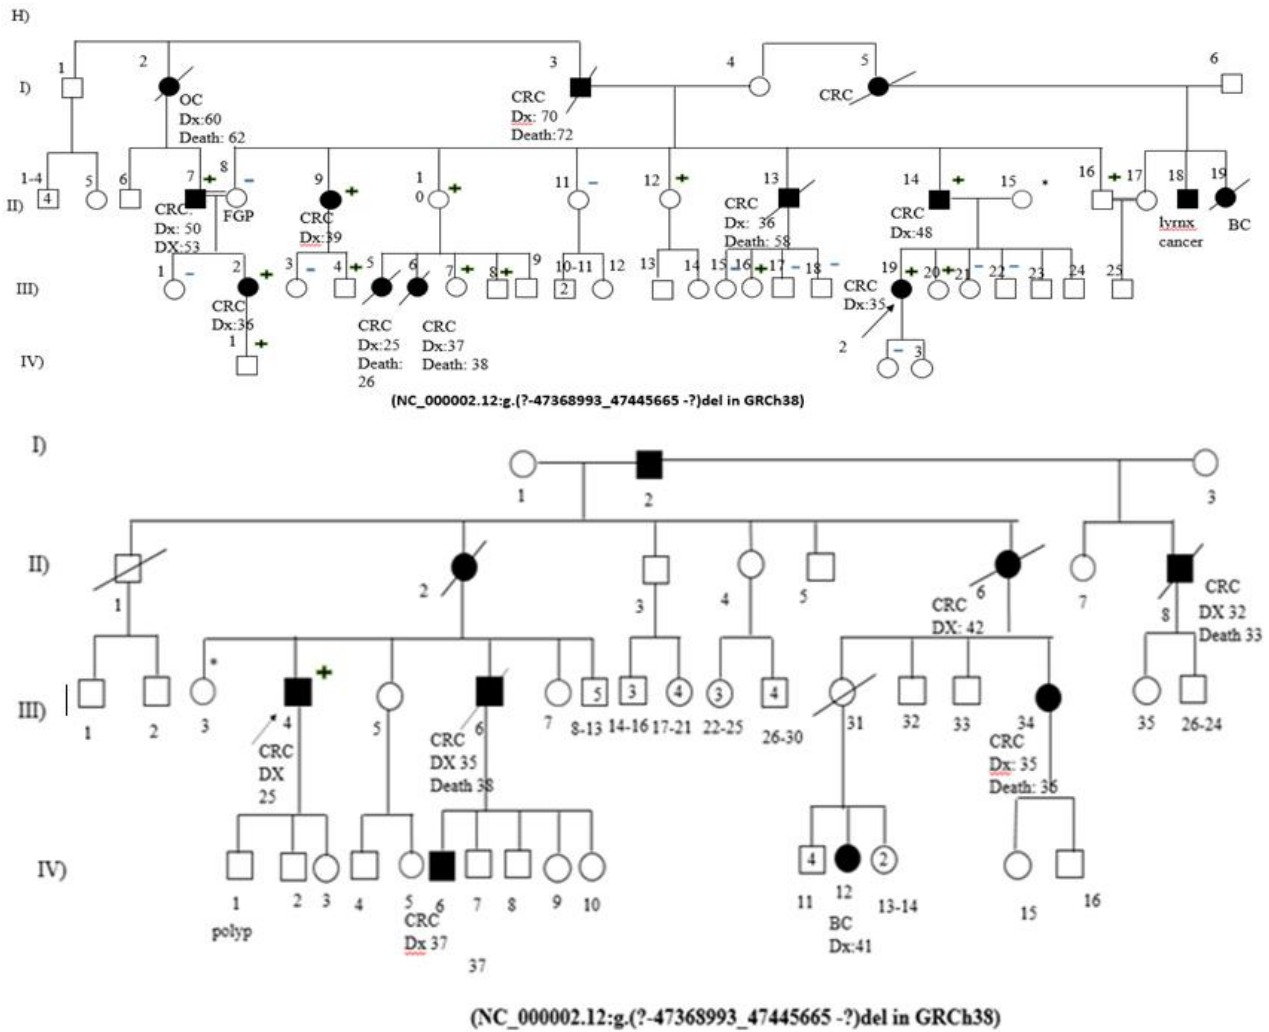 H)
1 2 3 4 5 6
I)
OC
Dx:60
Death: 62
CRC
Dx: 70
Death:72
CRC
1-4 5 6 7 + 8 - 9 + 1 0 + 11 - 12 + 13 14 + 15 * 16 + 17 18 19
4
II)
FGP
CRC.
Dx: 50
DX:53
CRC
Dx:39
CRC
Dx: 36
Death: 58
CRC
Dx:48
lyrnx
cancer
BC
1 - 2 + 3 - 4 + 5 6 7 + 8 + 9 10-11 12 13 14 15 - 16 + 17 - 18 - 19 + 20 + 21 - 22 - 23 24 25
2
III)
CRC
Dx:36
CRC
Dx:25
Death:
26
CRC
Dx:37
Death: 38
CRC
Dx:35
1 + 2 - 3
IV)
(NC_000002.12:g.(?-47368993_47445665 -?)del in GRCh38)
I)
1 2 3
II)
1 2 3 4 5 6 7 8
CRC
DX: 42
CRC
DX 32
Death 33
* +
5 3 4 3 4
III)
1 2 3 4 5 6 7 8-13 14-16 17-21 22-25 26-30 31 32 33 34 35 26-24
CRC
DX
25
CRC
DX 35
Death 38
CRC
Dx: 35
Death: 36
4 2
IV)
1 2 3 4 5 6 7 8 9 10 11 12 13-14 15 16
polyp
CRC
Dx 37
37
BC
Dx:41
(NC_000002.12:g.(?-47368993_47445665 -?)del in GRCh38)